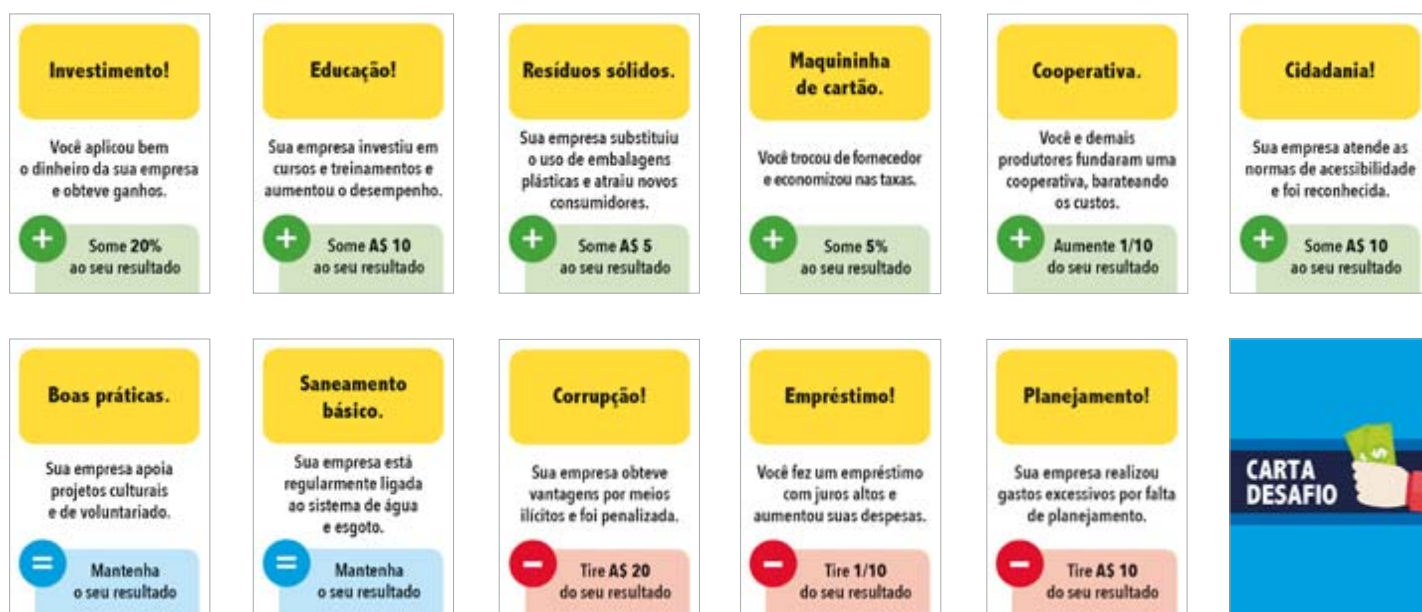 Investimento!
Você aplicou bem
o dinheiro da sua empresa
e obteve ganhos.
+
Some 20%
ao seu resultado
Educação!
Sua empresa investiu em
cursos e treinamentos e
aumentou o desempenho.
+
Some A$ 10
ao seu resultado
Resíduos sólidos.
Sua empresa substituiu
o uso de embalagens
plásticas e atraiu novos
consumidores.
+
Some A$ 5
ao seu resultado
Maquininha
de cartão.
Você trocou de fornecedor
e economizou nas taxas.
+
Some 5%
ao seu resultado
Cooperativa.
Você e demais
produtores fundaram uma
cooperativa, barateando
os custos.
+
Aumente 1/10
do seu resultado
Cidadania!
Sua empresa atende as
normas de acessibilidade
e foi reconhecida.
+
Some A$ 10
ao seu resultado
Boas práticas.
Sua empresa apoia
projetos culturais
e de voluntariado.
=
Mantenha
o seu resultado
Saneamento
básico.
Sua empresa está
regularmente ligada
ao sistema de água
e esgoto.
=
Mantenha
o seu resultado
Corrupção!
Sua empresa obteve
vantagens por meios
ilícitos e foi penalizada.
−
Tire A$ 20
do seu resultado
Empréstimo!
Você fez um empréstimo
com juros altos e
aumentou suas despesas.
−
Tire 1/10
do seu resultado
Planejamento!
Sua empresa realizou
gastos excessivos por falta
de planejamento.
−
Tire A$ 10
do seu resultado
CARTA
DESAFIO